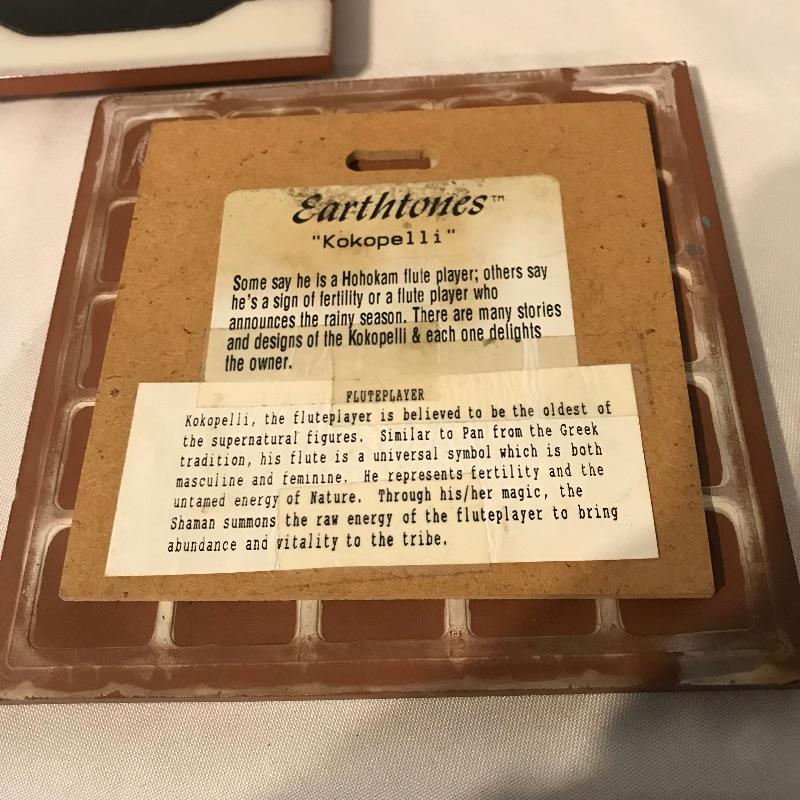 Earthtones™
"Kokopelli"
Some say he is a Hohokam flute player; others say
he's a sign of fertility or a flute player who
announces the rainy season. There are many stories
and designs of the Kokopelli & each one delights
the owner.
FLUTEPLAYER
Kokopelli, the fluteplayer is believed to be the oldest of
the supernatural figures. Similar to Pan from the Greek
tradition, his flute is a universal symbol which is both
masculine and feminine. He represents fertility and the
untamed energy of Nature. Through his/her magic, the
Shaman summons the raw energy of the fluteplayer to bring
abundance and vitality to the tribe.